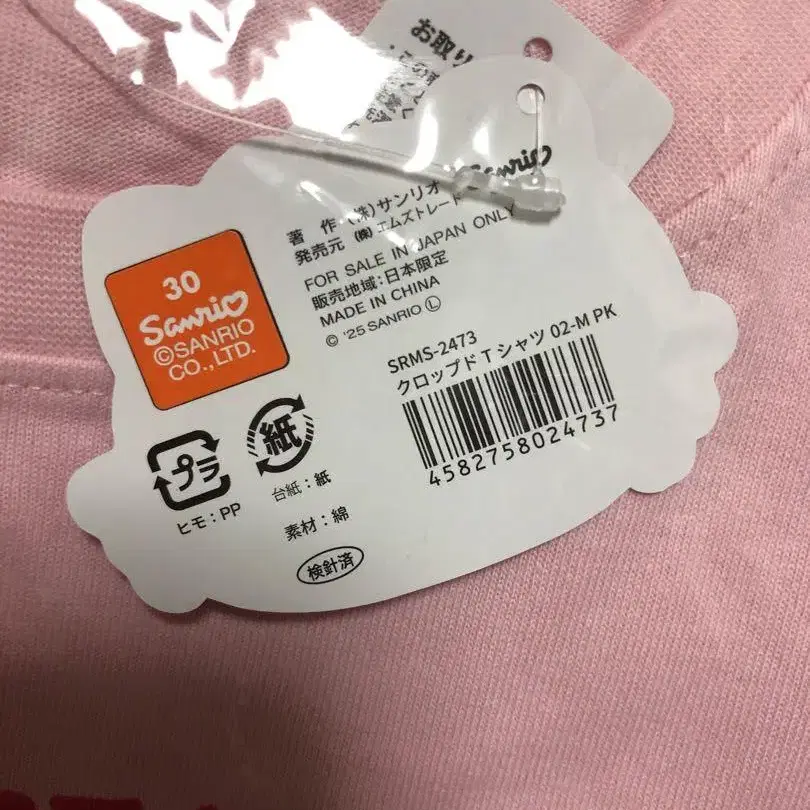 お取り
Sanrio
著 作・(株)サンリオ
発売元 (株)エムズトレード
FOR SALE IN JAPAN ONLY
販売地域:日本限定
MADE IN CHINA
© '25 SANRIO Ⓛ
30
Sanrio
©SANRIO
CO.,LTD.
SRMS-2473
クロップドTシャツ 02-M PK
4582758024737
プラ
ヒモ:PP
紙
台紙:紙
素材:綿
検針済